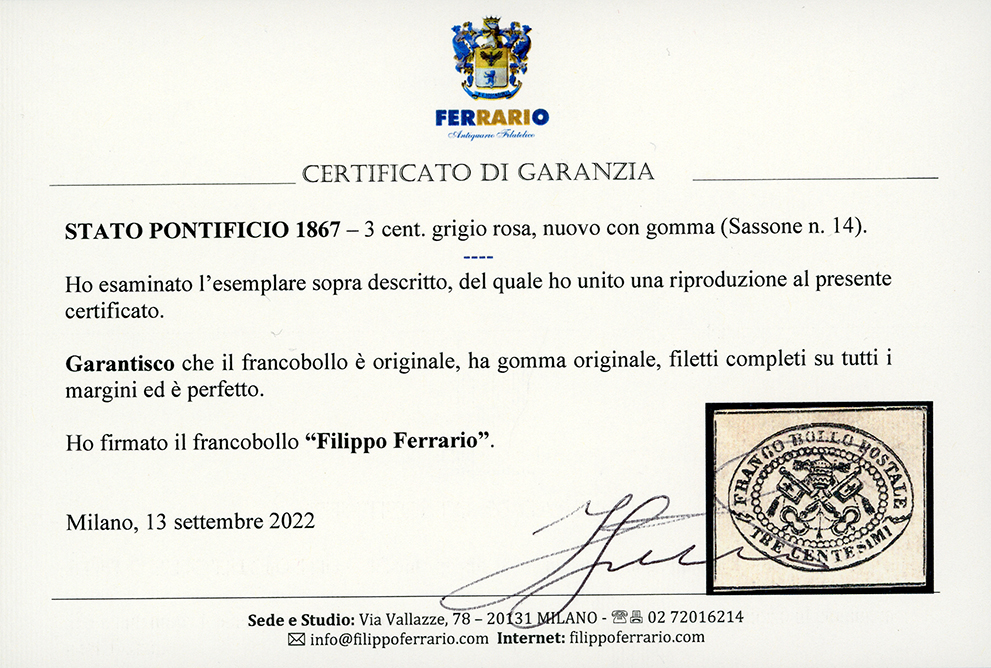 FERRARIO
Antiquario Filatelico
CERTIFICATO DI GARANZIA
STATO PONTIFICIO 1867 – 3 cent. grigio rosa, nuovo con gomma (Sassone n. 14).
----
Ho esaminato l’esemplare sopra descritto, del quale ho unito una riproduzione al presente
certificato.
Garantisco che il francobollo è originale, ha gomma originale, filetti completi su tutti i
margini ed è perfetto.
Ho firmato il francobollo “Filippo Ferrario”.
FRANCO BOLLO POSTALE
TRE CENTESIMI
Milano, 13 settembre 2022
Sede e Studio: Via Vallazze, 78 – 20131 MILANO - 02 72016214
info@filippoferrario.com Internet: filippoferrario.com